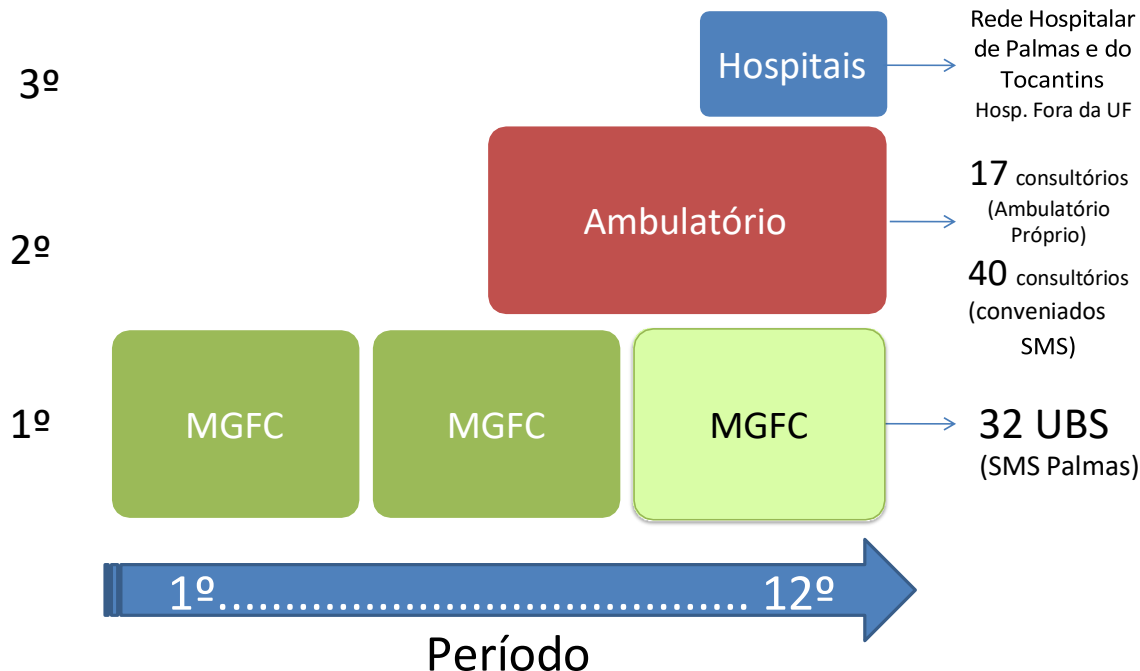 3º
Hospitais
Rede Hospitalar
de Palmas e do
Tocantins
Hosp. Fora da UF
2º
Ambulatório
17 consultórios
(Ambulatório
Próprio)
40 consultórios
(conveniados
SMS)
1º
MGFC
MGFC
MGFC
32 UBS
(SMS Palmas)
1º............................................... 12º
Período